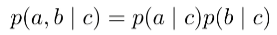 p(a, b | c) = p(a | c)p(b | c)